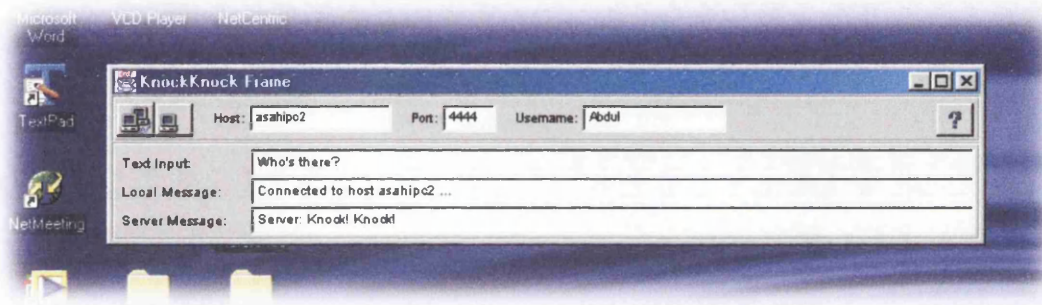 Microsoft
Word
VCD Player
NetCentric
KnockKnock Frame
TextPad
Host: asahipc2 Port: 4444 Username: Abdul ?
Text Input: Who's there?
Local Message: Connected to host asahipc2 ...
Server Message: Server: Knock! Knock!
NetMeeting